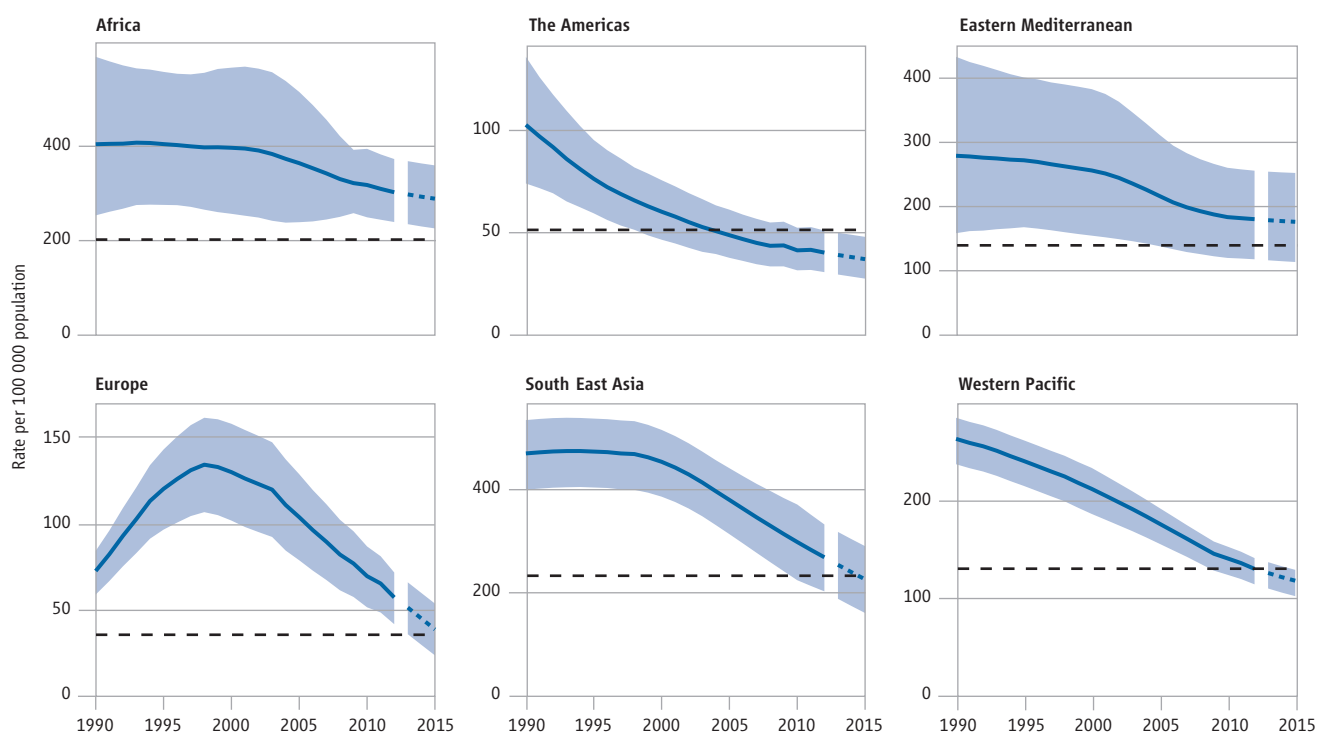 Africa
The Americas
Eastern Mediterranean
400
200
0
100
50
0
400
300
200
100
0
Rate per 100 000 population
Europe
South East Asia
Western Pacific
150
100
50
0
400
200
0
200
100
0
1990 1995 2000 2005 2010 2015
1990 1995 2000 2005 2010 2015
1990 1995 2000 2005 2010 2015